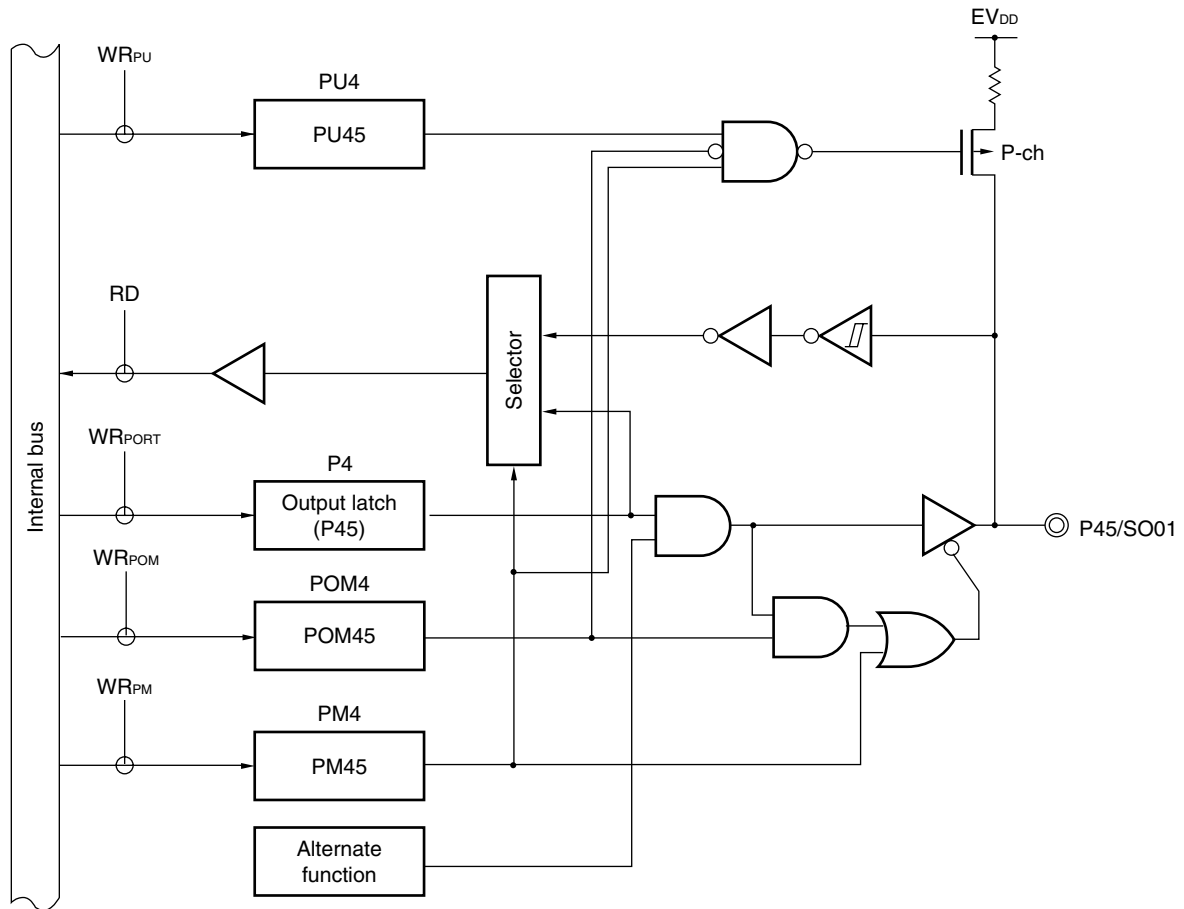 EVDD
WRPU
PU4
PU45
P-ch
RD
Selector
Internal bus
WRPORT
P4
Output latch
(P45)
P45/SO01
WRPOM
POM4
POM45
WRPM
PM4
PM45
Alternate
function